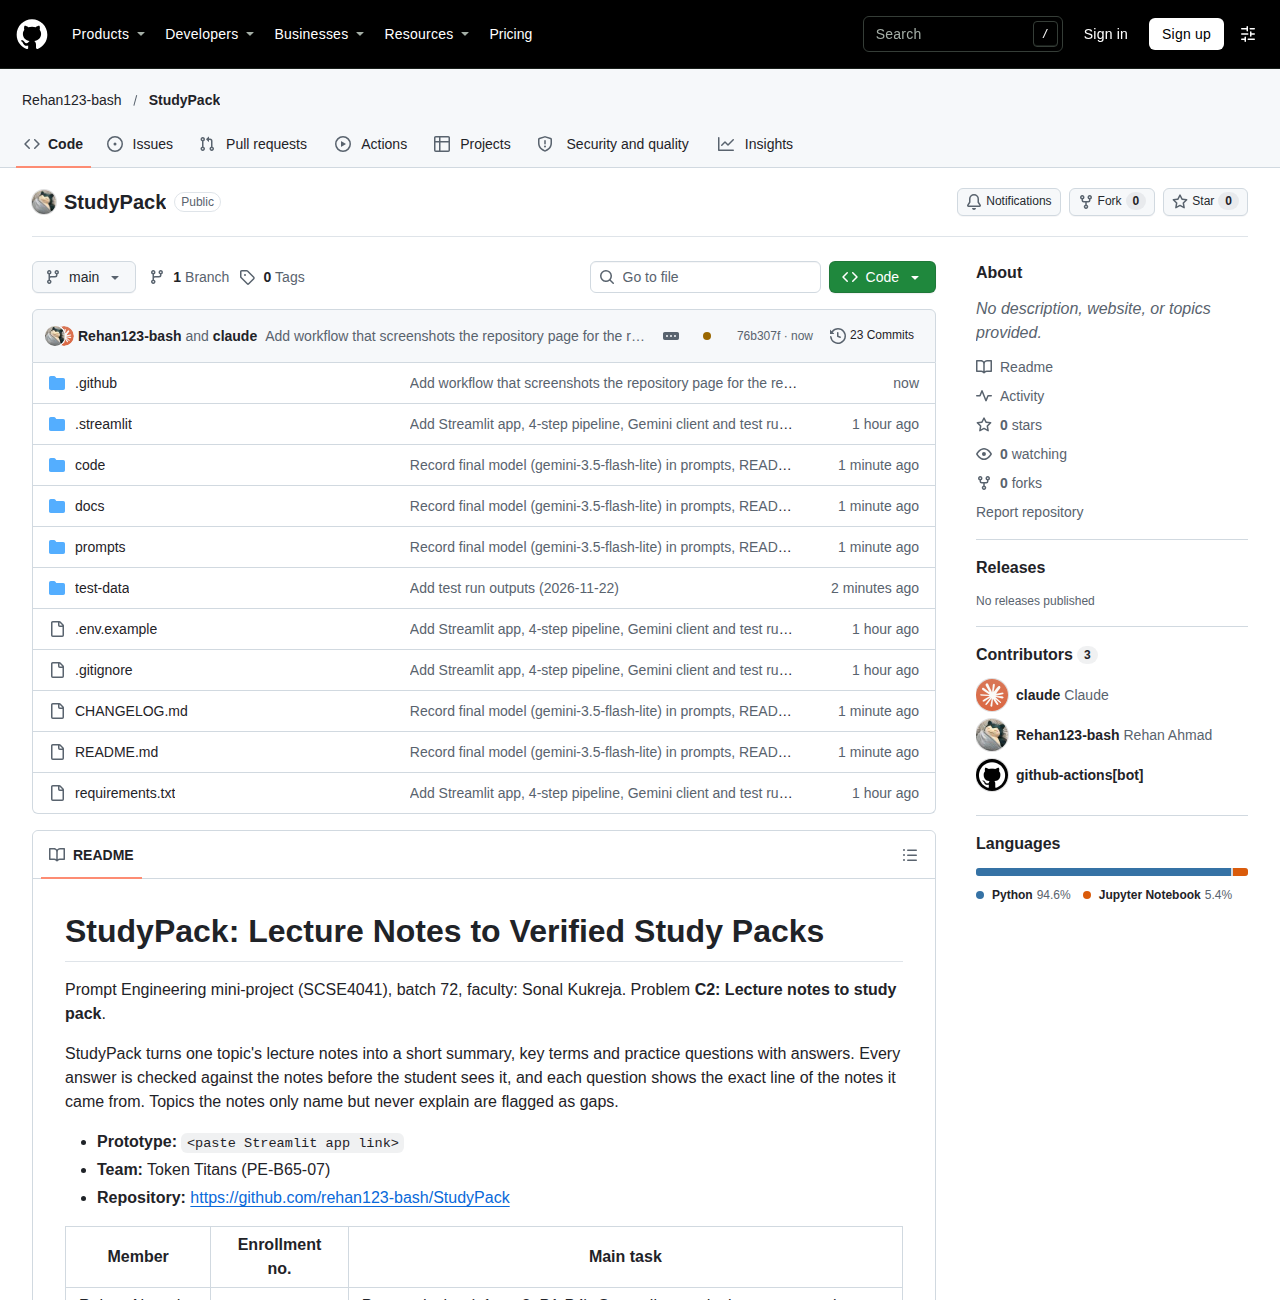 Products Developers Businesses Resources Pricing Search / Sign in Sign up
Rehan123-bash / StudyPack
Code Issues Pull requests Actions Projects Security and quality Insights
StudyPack Public Notifications Fork 0 Star 0
main 1 Branch 0 Tags Go to file Code
Rehan123-bash and claude Add workflow that screenshots the repository page for the r… 76b307f · now 23 Commits
.github Add workflow that screenshots the repository page for the re… now
.streamlit Add Streamlit app, 4-step pipeline, Gemini client and test ru… 1 hour ago
code Record final model (gemini-3.5-flash-lite) in prompts, READ… 1 minute ago
docs Record final model (gemini-3.5-flash-lite) in prompts, READ… 1 minute ago
prompts Record final model (gemini-3.5-flash-lite) in prompts, READ… 1 minute ago
test-data Add test run outputs (2026-11-22) 2 minutes ago
.env.example Add Streamlit app, 4-step pipeline, Gemini client and test ru… 1 hour ago
.gitignore Add Streamlit app, 4-step pipeline, Gemini client and test ru… 1 hour ago
CHANGELOG.md Record final model (gemini-3.5-flash-lite) in prompts, READ… 1 minute ago
README.md Record final model (gemini-3.5-flash-lite) in prompts, READ… 1 minute ago
requirements.txt Add Streamlit app, 4-step pipeline, Gemini client and test ru… 1 hour ago
README
StudyPack: Lecture Notes to Verified Study Packs
Prompt Engineering mini-project (SCSE4041), batch 72, faculty: Sonal Kukreja. Problem C2: Lecture notes to study
pack.
StudyPack turns one topic's lecture notes into a short summary, key terms and practice questions with answers. Every
answer is checked against the notes before the student sees it, and each question shows the exact line of the notes it
came from. Topics the notes only name but never explain are flagged as gaps.
Prototype: <paste Streamlit app link>
Team: Token Titans (PE-B65-07)
Repository: https://github.com/rehan123-bash/StudyPack
Member Enrollment no. Main task
About
No description, website, or topics
provided.
Readme
Activity
0 stars
0 watching
0 forks
Report repository
Releases
No releases published
Contributors 3
claude Claude
Rehan123-bash Rehan Ahmad
github-actions[bot]
Languages
Python 94.6% Jupyter Notebook 5.4%